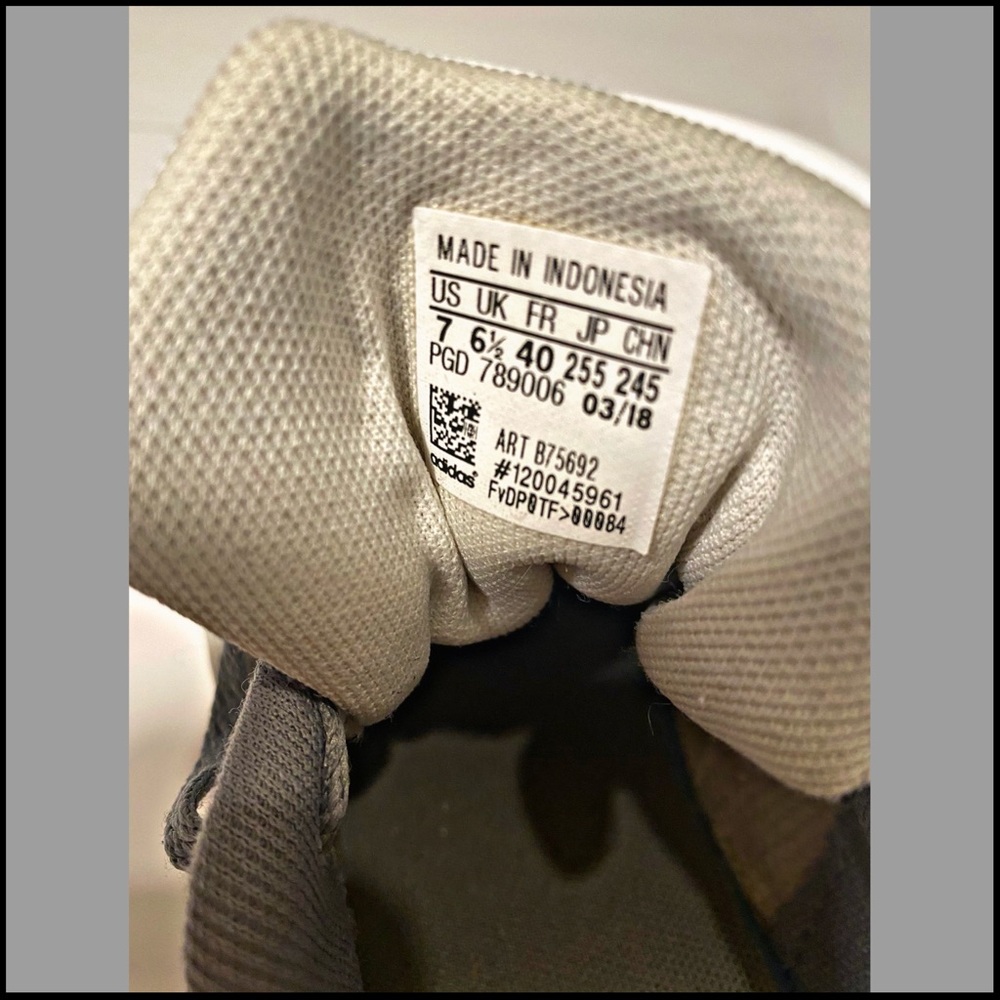 MADE IN INDONESIA
US UK FR JP CHN
7 6½ 40 255 245
PGD 789006 03/18
ART B75692
#120045961
adidas®
FvDP0TF>00084